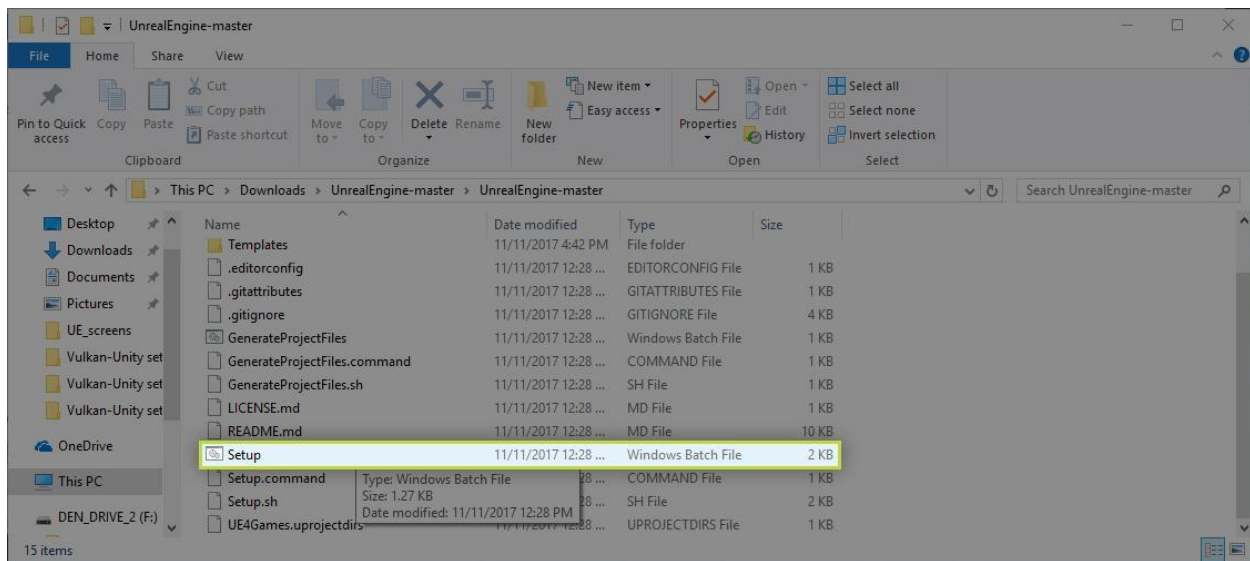 UnrealEngine-master
File Home Share View
Pin to Quick access
Copy
Paste
Cut
Copy path
Paste shortcut
Clipboard
Move to
Copy to
Delete
Rename
Organize
New folder
New item
Easy access
New
Properties
Open
Edit
History
Open
Select all
Select none
Invert selection
Select
This PC > Downloads > UnrealEngine-master > UnrealEngine-master
Search UnrealEngine-master
Desktop
Downloads
Documents
Pictures
UE_screens
Vulkan-Unity set
Vulkan-Unity set
Vulkan-Unity set
OneDrive
This PC
DEN_DRIVE_2 (F:)
Name Date modified Type Size
Templates 11/11/2017 4:42 PM File folder
.editorconfig 11/11/2017 12:28 ... EDITORCONFIG File 1 KB
.gitattributes 11/11/2017 12:28 ... GITATTRIBUTES File 1 KB
.gitignore 11/11/2017 12:28 ... GITIGNORE File 4 KB
GenerateProjectFiles 11/11/2017 12:28 ... Windows Batch File 1 KB
GenerateProjectFiles.command 11/11/2017 12:28 ... COMMAND File 1 KB
GenerateProjectFiles.sh 11/11/2017 12:28 ... SH File 1 KB
LICENSE.md 11/11/2017 12:28 ... MD File 1 KB
README.md 11/11/2017 12:28 ... MD File 10 KB
Setup 11/11/2017 12:28 ... Windows Batch File 2 KB
Setup.command 28 ... COMMAND File 1 KB
Setup.sh 28 ... SH File 2 KB
UE4Games.uprojectdirs 11/11/2017 12:28 ... UPROJECTDIRS File 1 KB
Type: Windows Batch File
Size: 1.27 KB
Date modified: 11/11/2017 12:28 PM
15 items